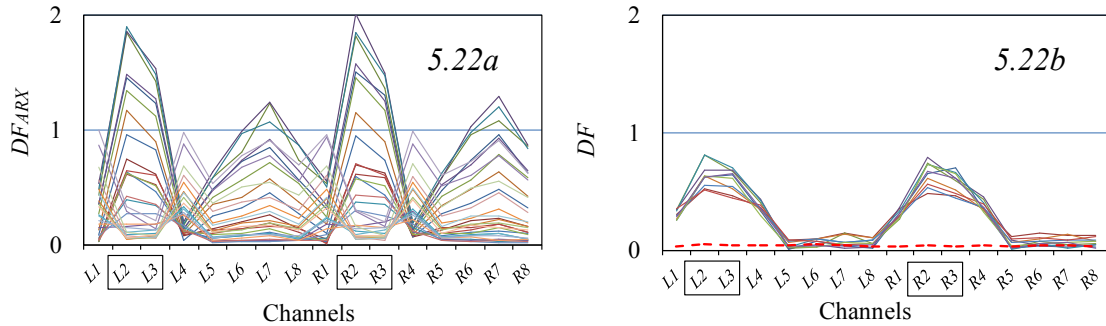 2
5.22a
DF_ARX
1
0
L1 L2 L3 L4 L5 L6 L7 L8 R1 R2 R3 R4 R5 R6 R7 R8
Channels
2
5.22b
DF
1
0
L1 L2 L3 L4 L5 L6 L7 L8 R1 R2 R3 R4 R5 R6 R7 R8
Channels